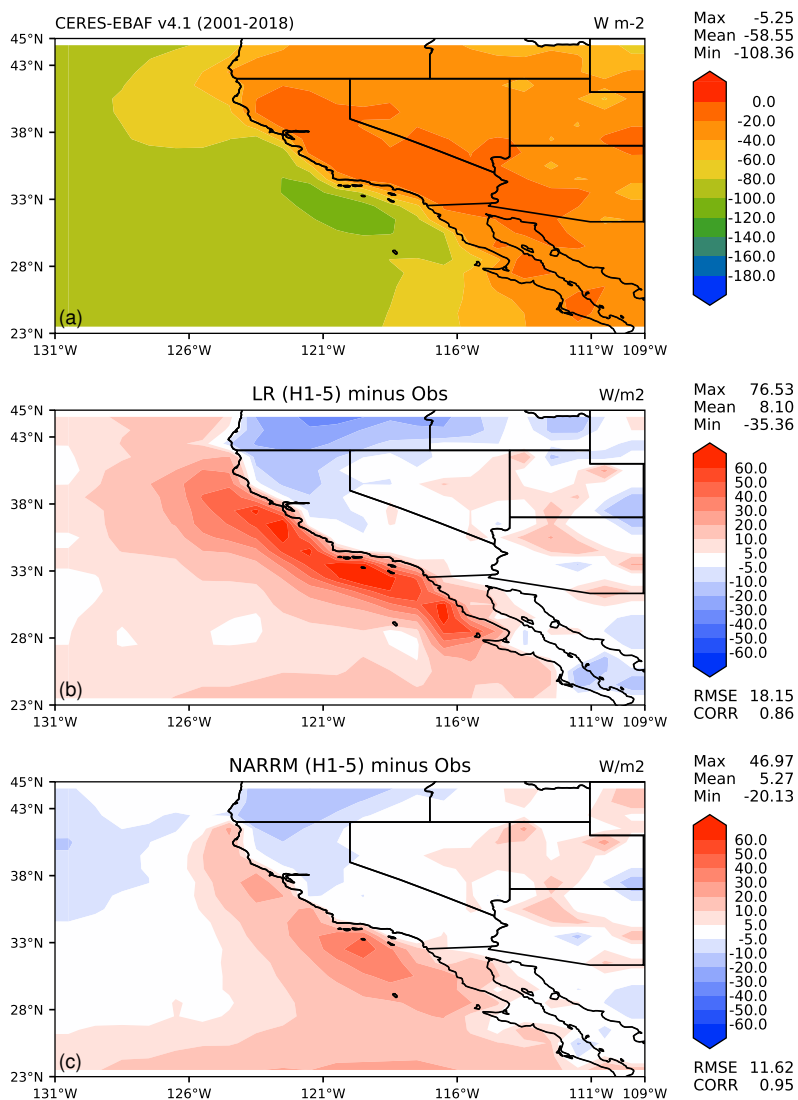 CERES-EBAF v4.1 (2001-2018) W m-2
Max -5.25
Mean -58.55
Min -108.36
45°N
43°N
38°N
33°N
28°N
23°N
(a)
131°W 126°W 121°W 116°W 111°W 109°W
0.0
-20.0
-40.0
-60.0
-80.0
-100.0
-120.0
-140.0
-160.0
-180.0
LR (H1-5) minus Obs W/m2
Max 76.53
Mean 8.10
Min -35.36
45°N
43°N
38°N
33°N
28°N
23°N
(b)
131°W 126°W 121°W 116°W 111°W 109°W
60.0
50.0
40.0
30.0
20.0
10.0
5.0
-5.0
-10.0
-20.0
-30.0
-40.0
-50.0
-60.0
RMSE 18.15
CORR 0.86
NARRM (H1-5) minus Obs W/m2
Max 46.97
Mean 5.27
Min -20.13
45°N
43°N
38°N
33°N
28°N
23°N
(c)
131°W 126°W 121°W 116°W 111°W 109°W
60.0
50.0
40.0
30.0
20.0
10.0
5.0
-5.0
-10.0
-20.0
-30.0
-40.0
-50.0
-60.0
RMSE 11.62
CORR 0.95